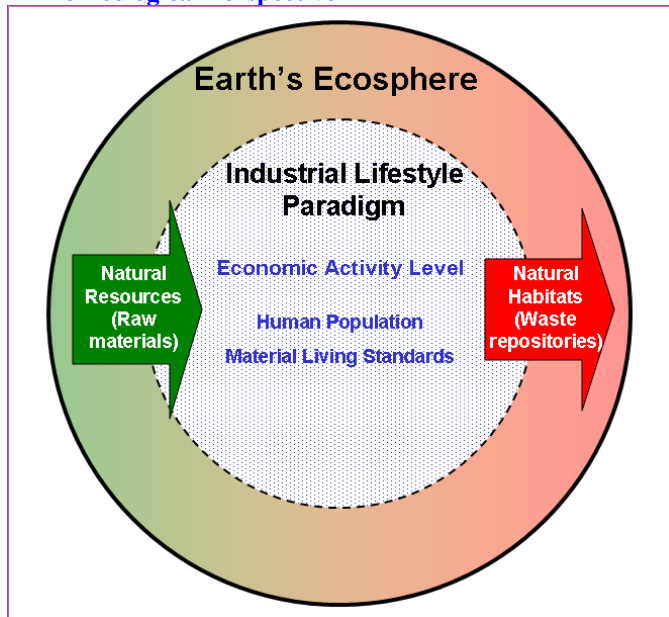 Earth's Ecosphere
Industrial Lifestyle
Paradigm
Economic Activity Level
Human Population
Material Living Standards
Natural
Resources
(Raw
materials)
Natural
Habitats
(Waste
repositories)